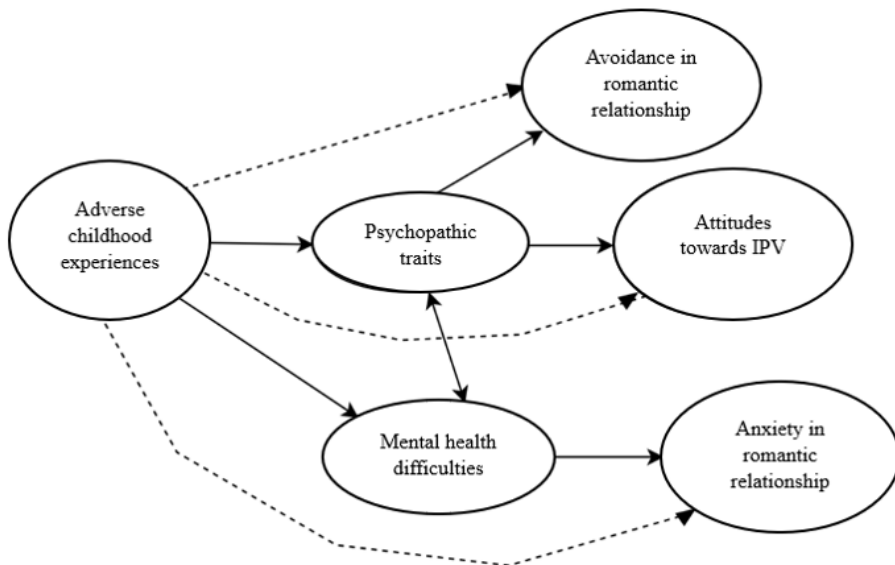 Avoidance in
romantic
relationship
Adverse
childhood
experiences
Psychopathic
traits
Attitudes
towards IPV
Mental health
difficulties
Anxiety in
romantic
relationship